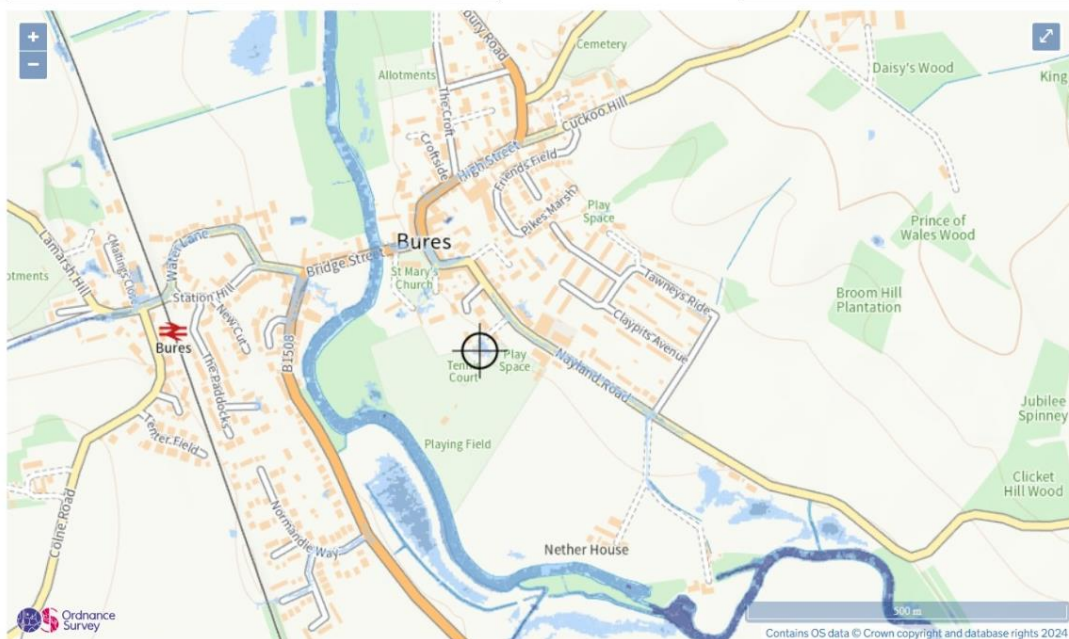 +
−
bury Road
Cemetery
Allotments
Daisy's Wood
King
The Croft
Cuckoo Hill
Croftside
High Street
Friends Field
Play
Space
Pikes Marsh
Prince of
Wales Wood
Lamarsh Hill
Maltings Close
Water Lane
Bures
Bridge Street
St Mary's
Church
otments
Station Hill
Tawneys Ride
Broom Hill
Plantation
New Cut
Claypits Avenue
Bures
B1508
The Paddocks
Tennis
Court
Play
Space
Nayland Road
Jubilee
Spinney
Tenter Field
Playing Field
Clicket
Hill Wood
Colne Road
Normandie Way
Nether House
Ordnance
Survey
500 m
Contains OS data © Crown copyright and database rights 2024